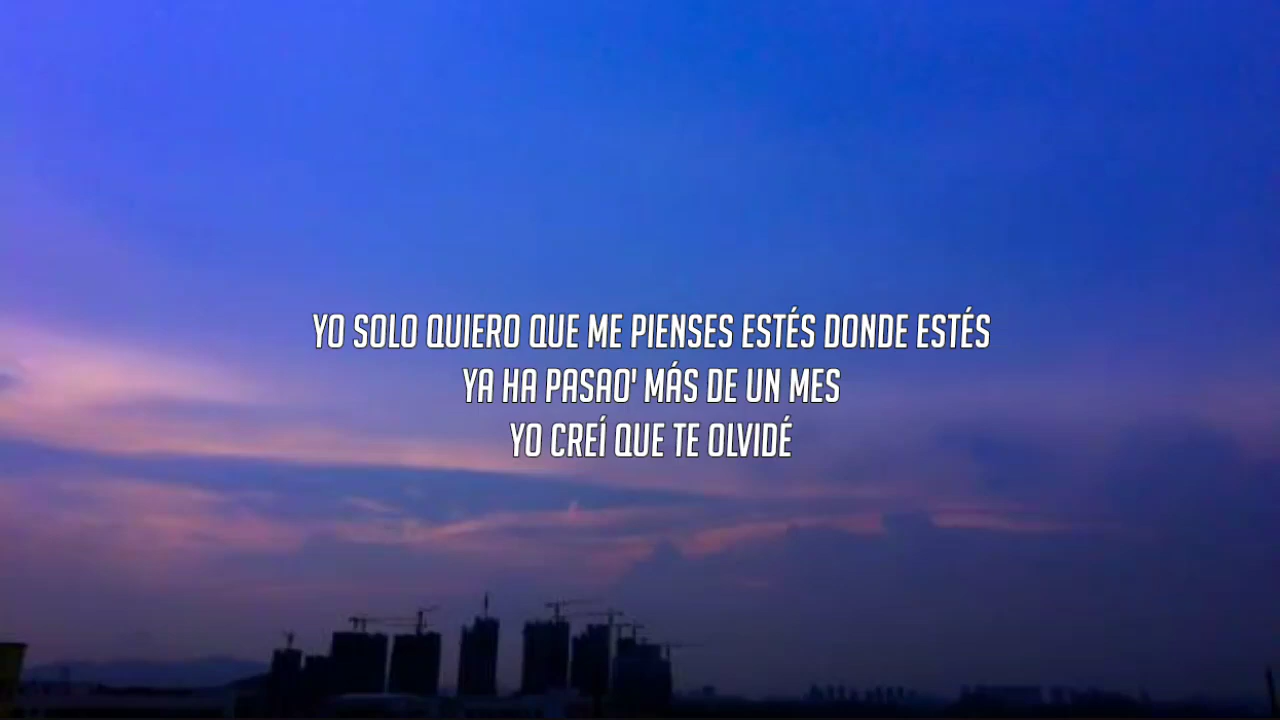 YO SOLO QUIERO QUE ME PIENSES ESTÉS DONDE ESTÉS
YA HA PASAO' MÁS DE UN MES
YO CREÍ QUE TE OLVIDÉ